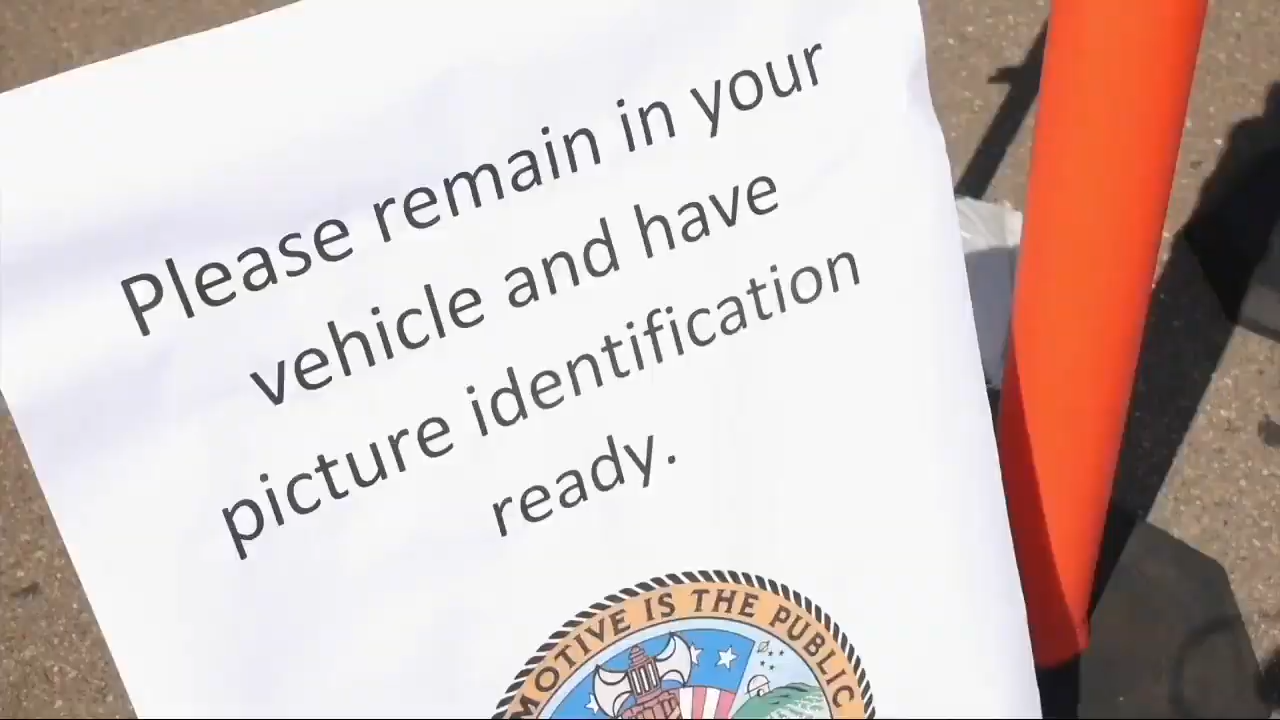 Please remain in your
vehicle and have
picture identification
ready.
MOTIVE IS THE PUBLIC